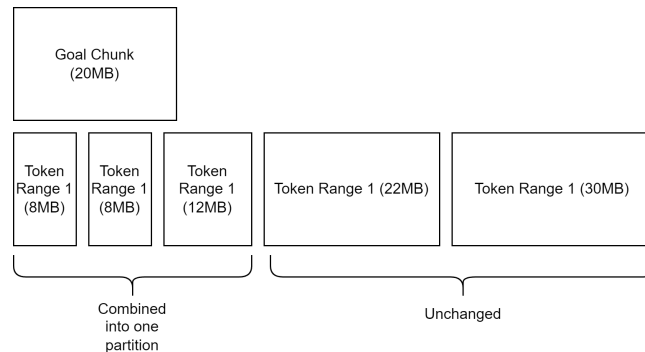 Goal Chunk
(20MB)
Token
Range 1
(8MB)
Token
Range 1
(8MB)
Token
Range 1
(12MB)
Token Range 1 (22MB)
Token Range 1 (30MB)
Combined
into one
partition
Unchanged